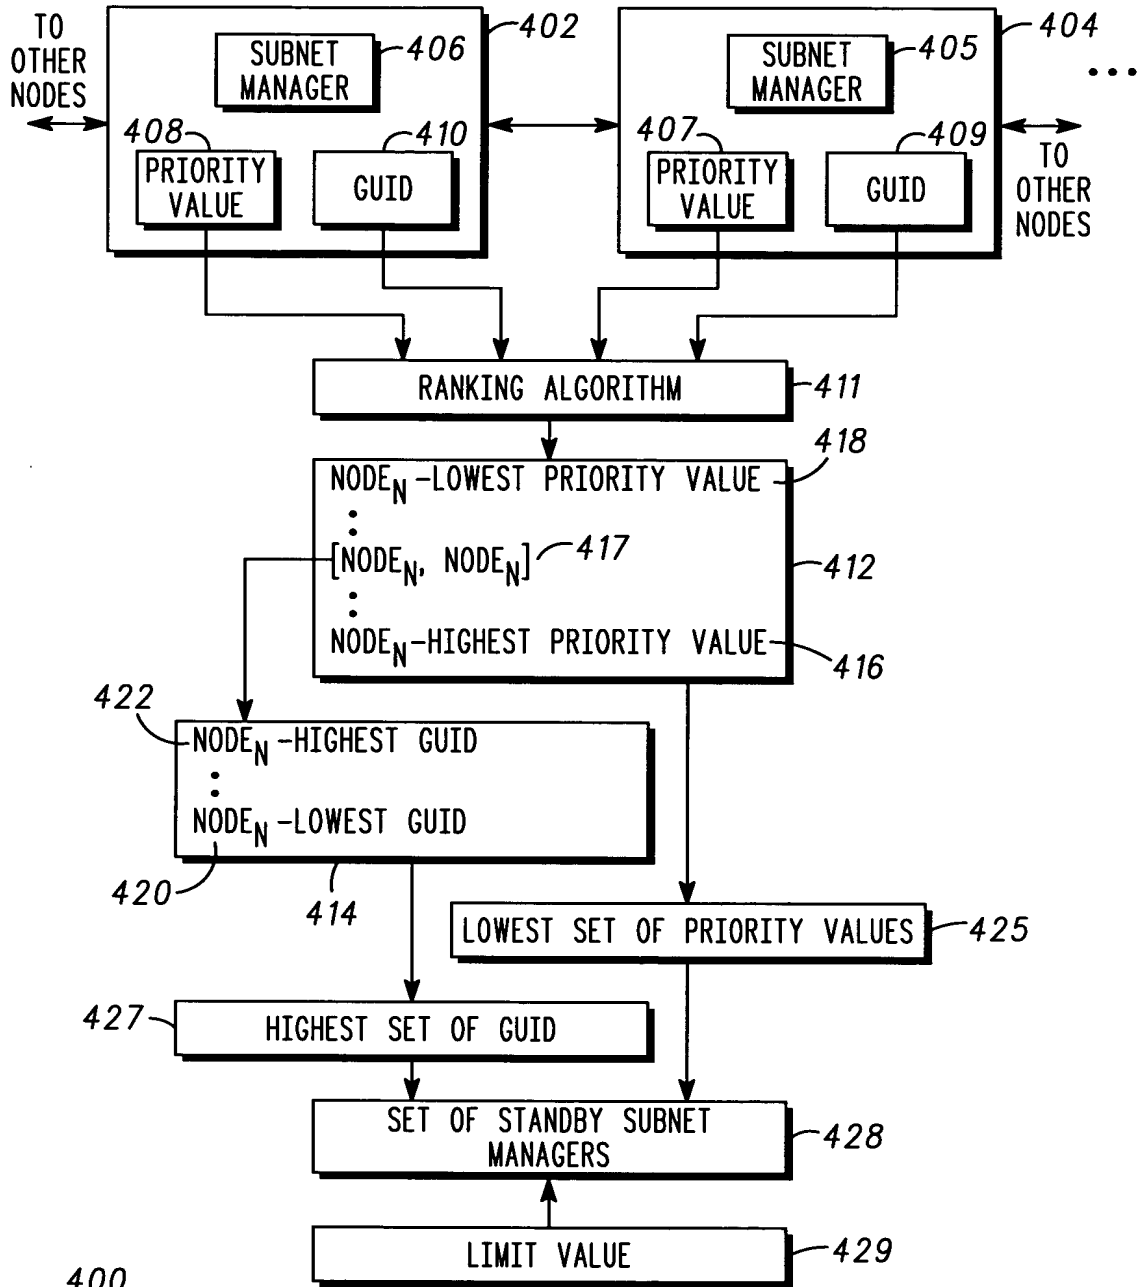 TO
OTHER
NODES
402
SUBNET
MANAGER
406
408
PRIORITY
VALUE
410
GUID
404
SUBNET
MANAGER
405
407
PRIORITY
VALUE
409
GUID
TO
OTHER
NODES
RANKING ALGORITHM
411
418
NODEN-LOWEST PRIORITY VALUE
[NODEN, NODEN]
417
412
NODEN-HIGHEST PRIORITY VALUE
416
422
NODEN-HIGHEST GUID
NODEN-LOWEST GUID
420
414
LOWEST SET OF PRIORITY VALUES
425
427
HIGHEST SET OF GUID
SET OF STANDBY SUBNET
MANAGERS
428
LIMIT VALUE
429
400